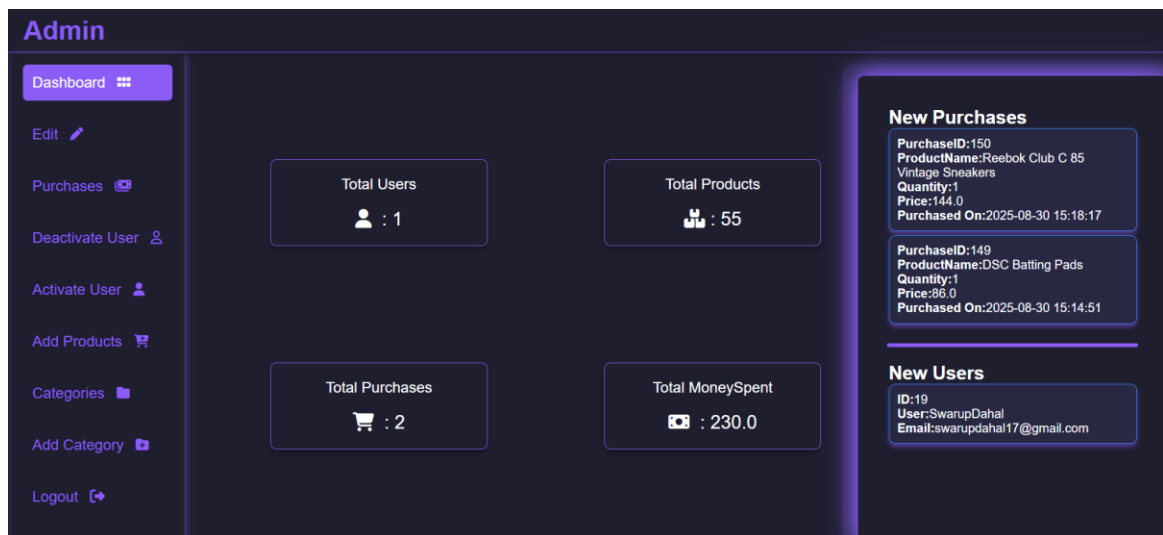 Admin
Dashboard
Edit
Purchases
Deactivate User
Activate User
Add Products
Categories
Add Category
Logout
Total Users
: 1
Total Products
: 55
Total Purchases
: 2
Total MoneySpent
: 230.0
New Purchases
PurchaseID:150
ProductName:Reebok Club C 85
Vintage Sneakers
Quantity:1
Price:144.0
Purchased On:2025-08-30 15:18:17
PurchaseID:149
ProductName:DSC Batting Pads
Quantity:1
Price:86.0
Purchased On:2025-08-30 15:14:51
New Users
ID:19
User:SwarupDahal
Email:swarupdahal17@gmail.com